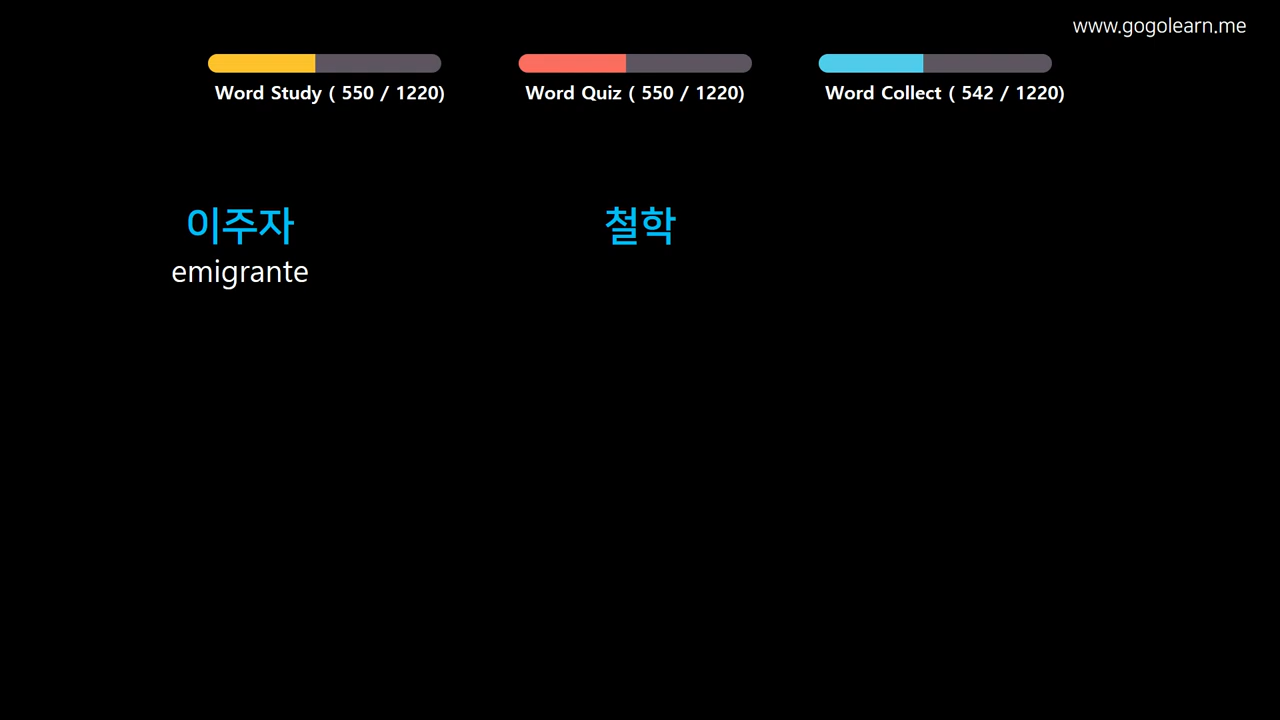 www.gogolearn.me
Word Study ( 550 / 1220)
Word Quiz ( 550 / 1220)
Word Collect ( 542 / 1220)
이주자
emigrante
철학